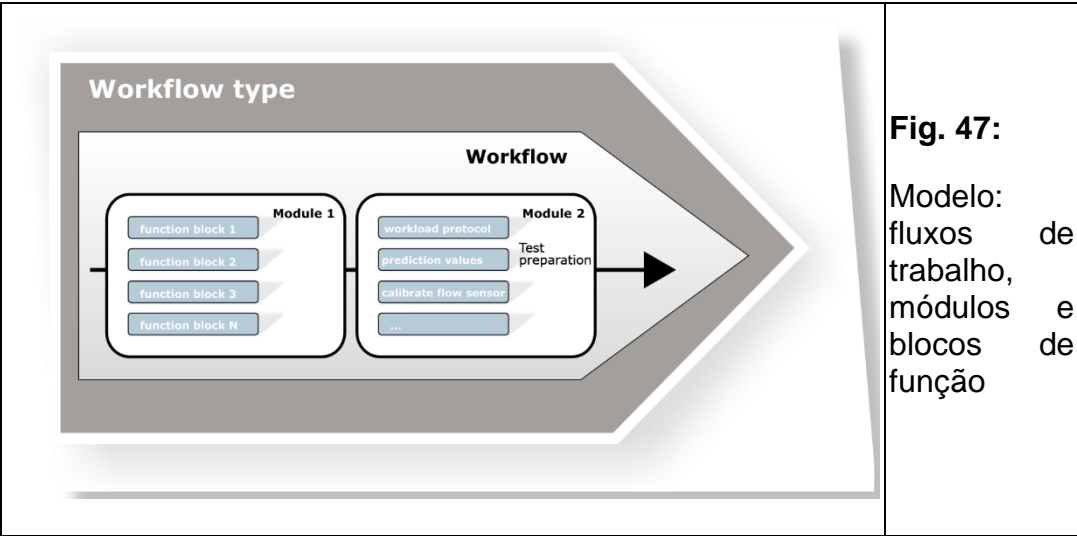 Workflow type
Workflow
Module 1
function block 1
function block 2
function block 3
function block N
Module 2
workload protocol
Test
preparation
prediction values
calibrate flow sensor
...
Fig. 47:
Modelo:
fluxos de
trabalho,
módulos e
blocos de
função